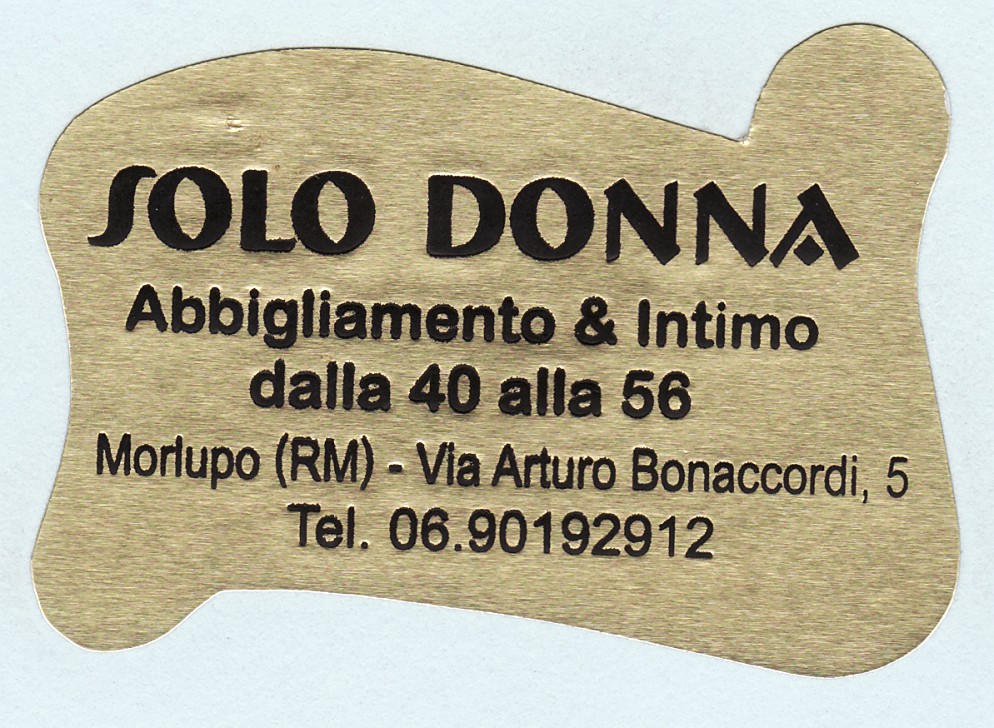 SOLO DONNA
Abbigliamento & Intimo
dalla 40 alla 56
Morlupo (RM) - Via Arturo Bonaccordi, 5
Tel. 06.90192912